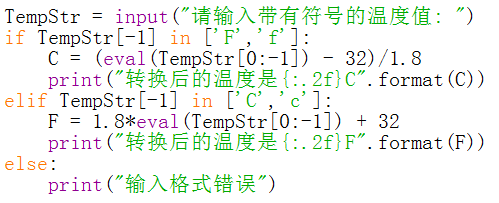 TempStr = input("请输入带有符号的温度值: ")
if TempStr[-1] in ['F','f']:
    C = (eval(TempStr[0:-1]) - 32)/1.8
    print("转换后的温度是{:.2f}C".format(C))
elif TempStr[-1] in ['C','c']:
    F = 1.8*eval(TempStr[0:-1]) + 32
    print("转换后的温度是{:.2f}F".format(F))
else:
    print("输入格式错误")